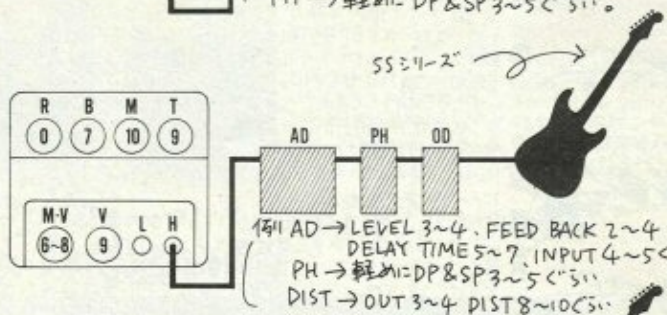 軽めにDP&SP3~5ぐらい。
SSシリーズ
R B M T
0 7 10 9
AD PH OD
M·V V L H
6~8 9
例 AD→LEVEL 3~4. FEED BACK 2~4
DELAY TIME 5~7, INPUT 4~5
PH→軽めにDP&SP3~5ぐらい
DIST→OUT 3~4 DIST 8~10ぐらい